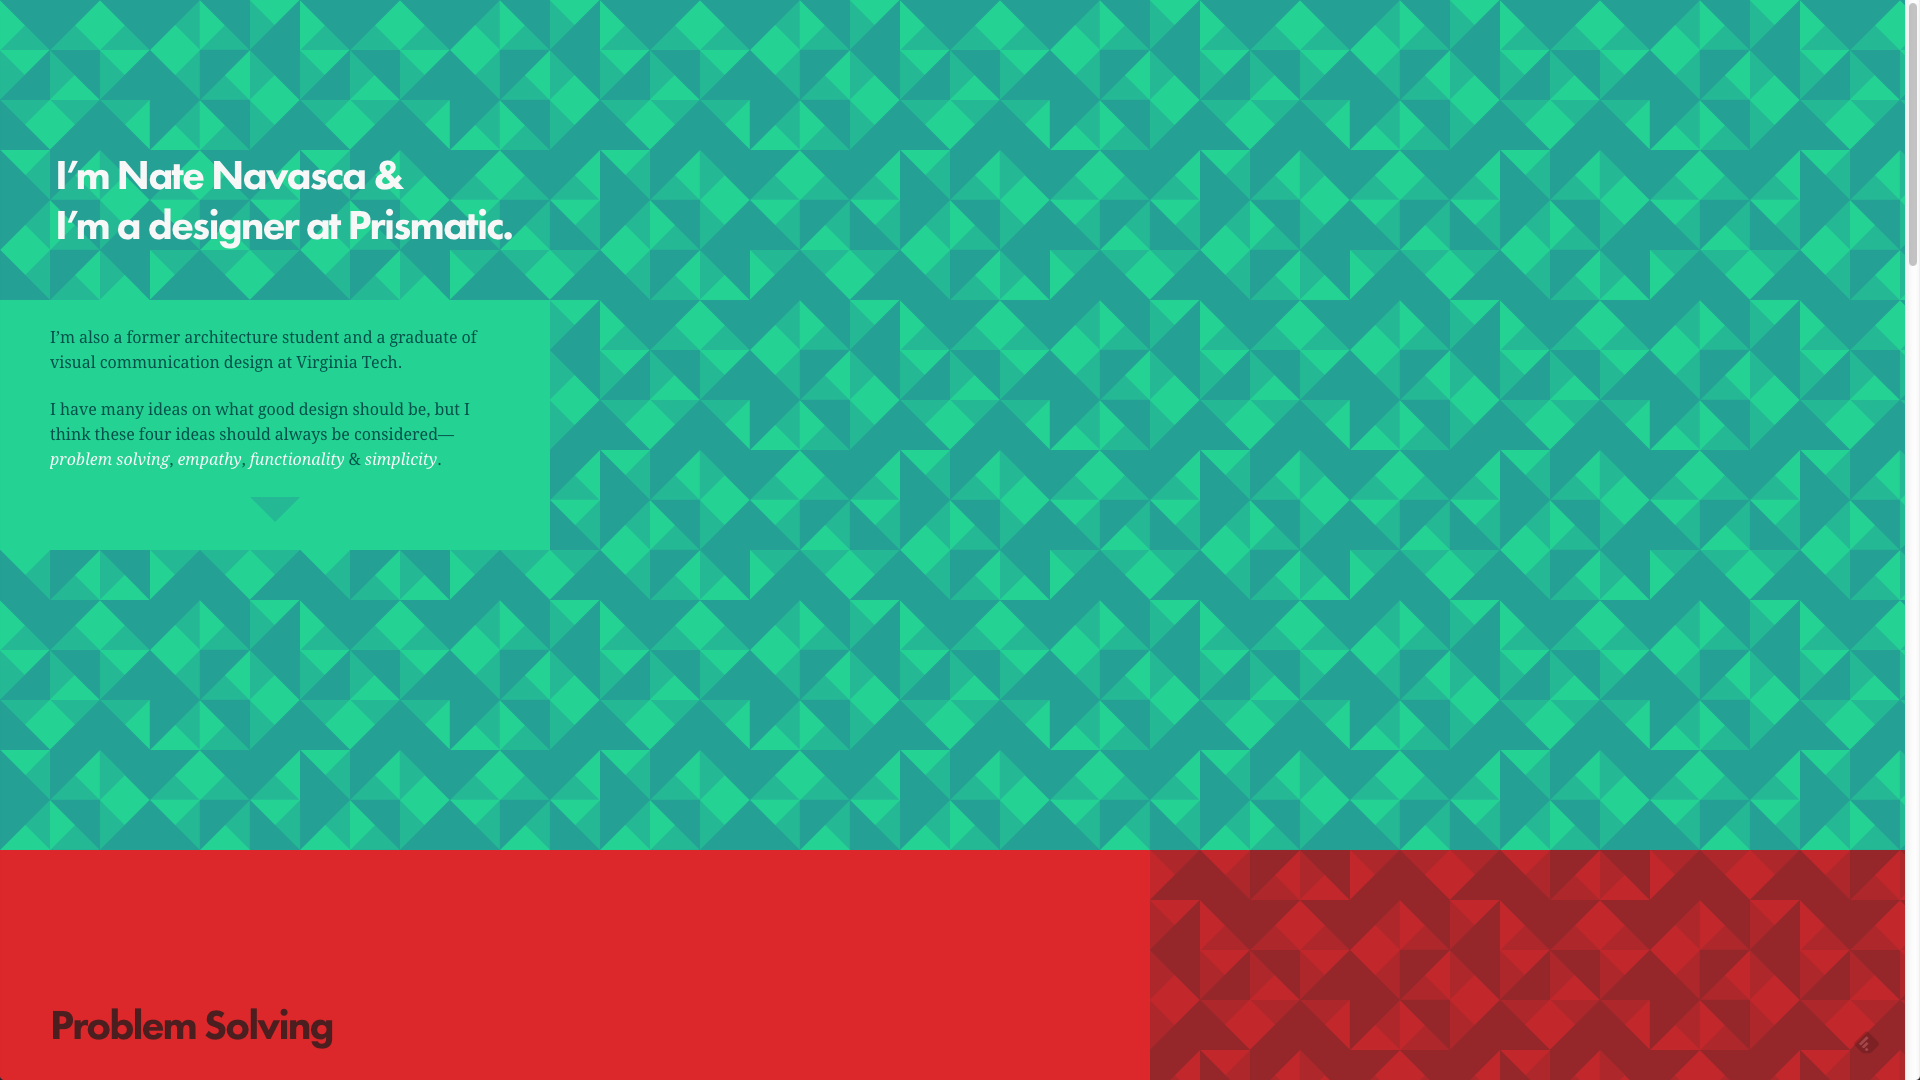 I’m Nate Navasca &
I’m a designer at Prismatic.
I’m also a former architecture student and a graduate of
visual communication design at Virginia Tech.
I have many ideas on what good design should be, but I
think these four ideas should always be considered—
problem solving, empathy, functionality & simplicity.
Problem Solving